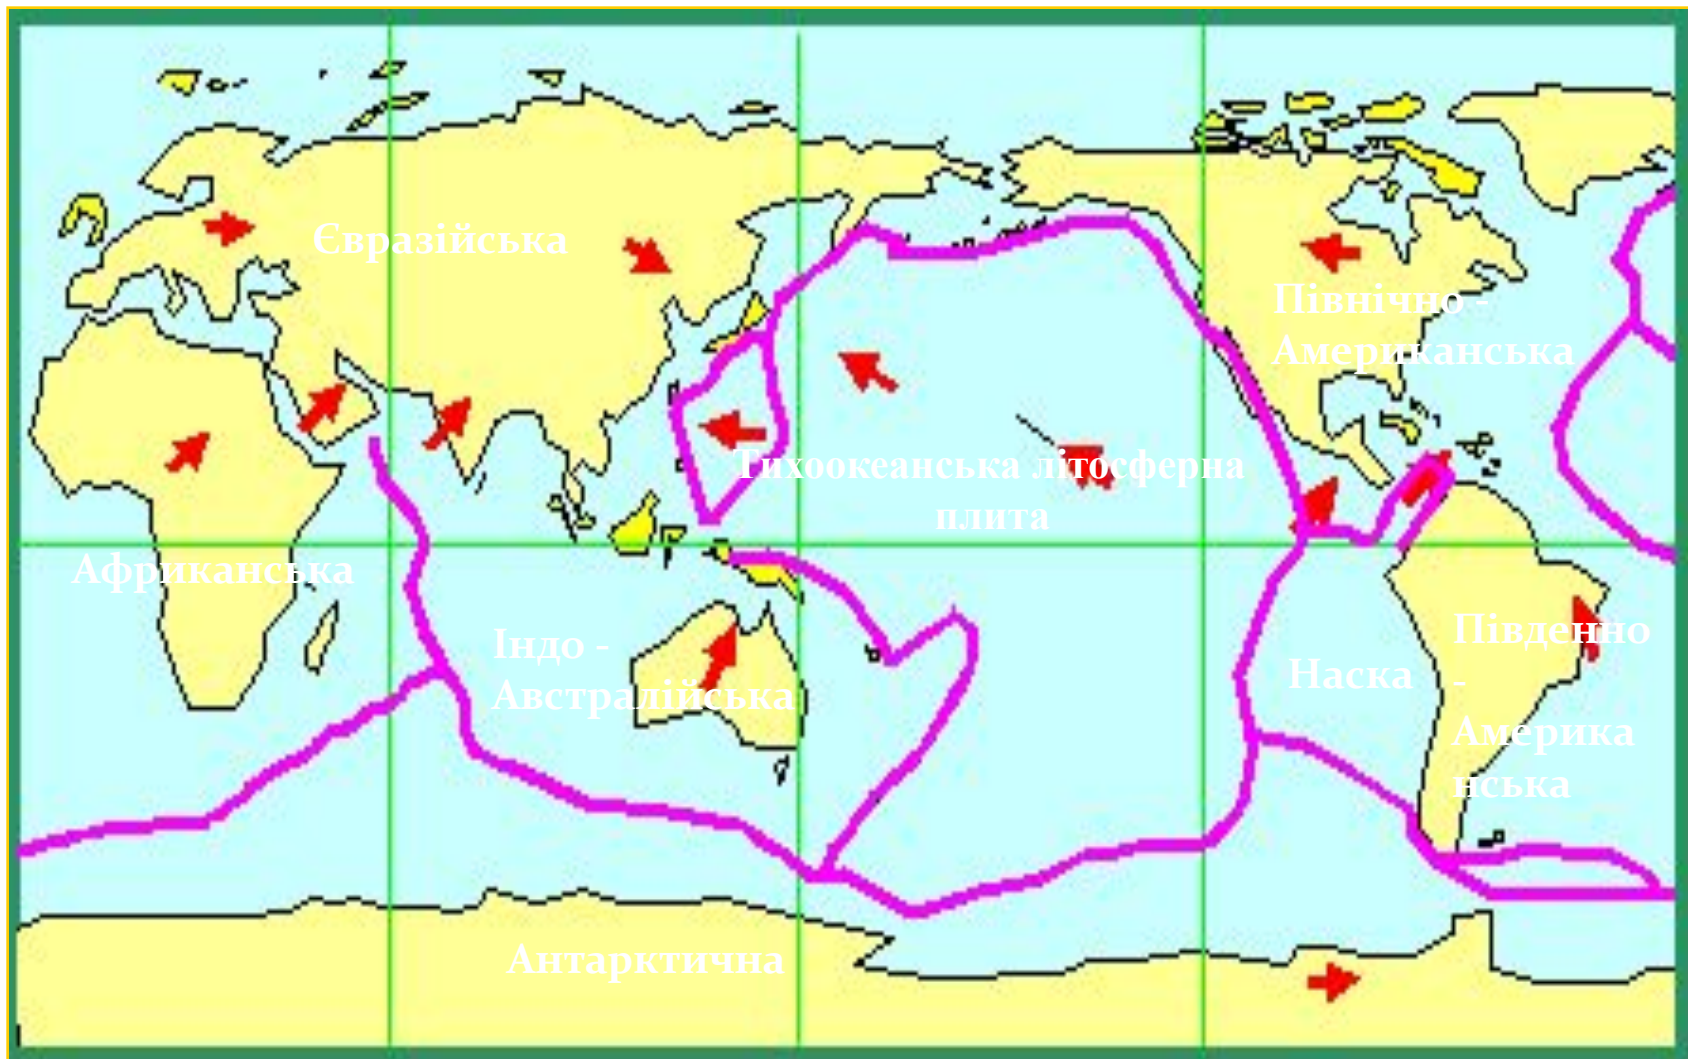 Євразійська
Північно -
Американська
Тихоокеанська літосферна
плита
Африканська
Індо -
Австралійська
Наска
Південно
-
Америка
нська
Антарктична